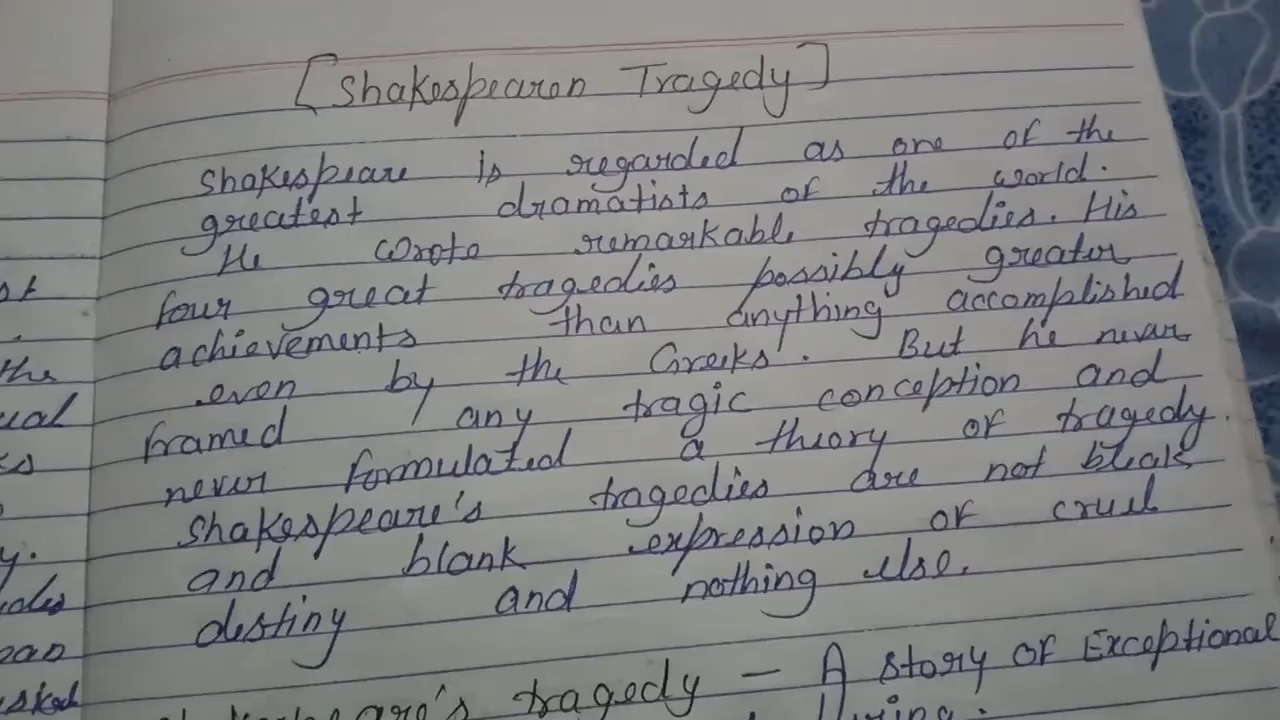 [Shakespearen Tragedy]
Shakespeare is regarded as one of the
greatest dramatists of the world.
He wrote remarkable tragedies. His
four great tragedies possibly greater
achievements than anything accomplished
even by the Greeks'. But he never
framed any tragic conception and
never formulated a theory of tragedy.
Shakespeare's tragedies are not bleak
and blank expression of cruel
destiny and nothing else.
tragedy — A story of Exceptional
the